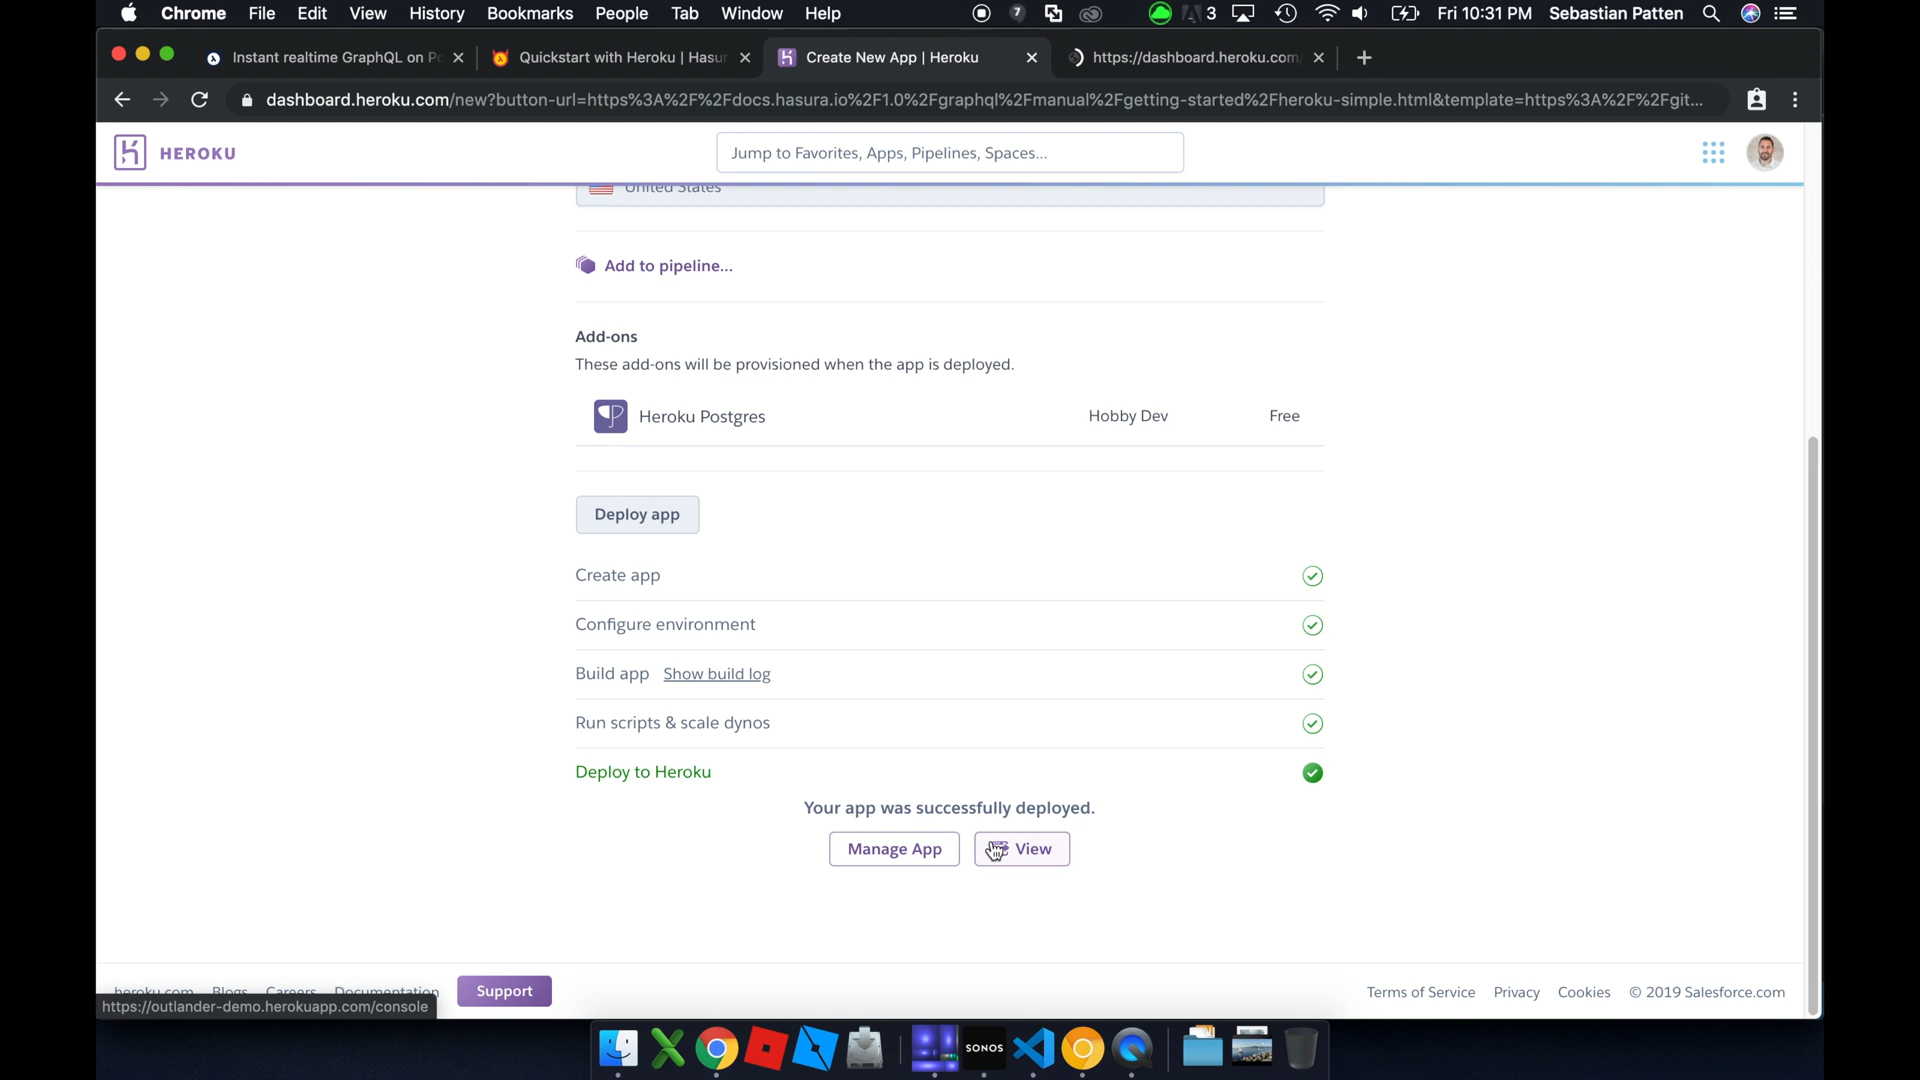 Chrome File Edit View History Bookmarks People Tab Window Help 7 3 Fri 10:31 PM Sebastian Patten
Instant realtime GraphQL on Po
Quickstart with Heroku | Hasur
Create New App | Heroku
https://dashboard.heroku.com/
dashboard.heroku.com/new?button-url=https%3A%2F%2Fdocs.hasura.io%2F1.0%2Fgraphql%2Fmanual%2Fgetting-started%2Fheroku-simple.html&template=https%3A%2F%2Fgit...
HEROKU
Jump to Favorites, Apps, Pipelines, Spaces...
United States
Add to pipeline...
Add-ons
These add-ons will be provisioned when the app is deployed.
Heroku Postgres Hobby Dev Free
Deploy app
Create app
Configure environment
Build app Show build log
Run scripts & scale dynos
Deploy to Heroku
Your app was successfully deployed.
Manage App View
heroku.com Blogs Careers Documentation Support Terms of Service Privacy Cookies © 2019 Salesforce.com
https://outlander-demo.herokuapp.com/console
SONOS